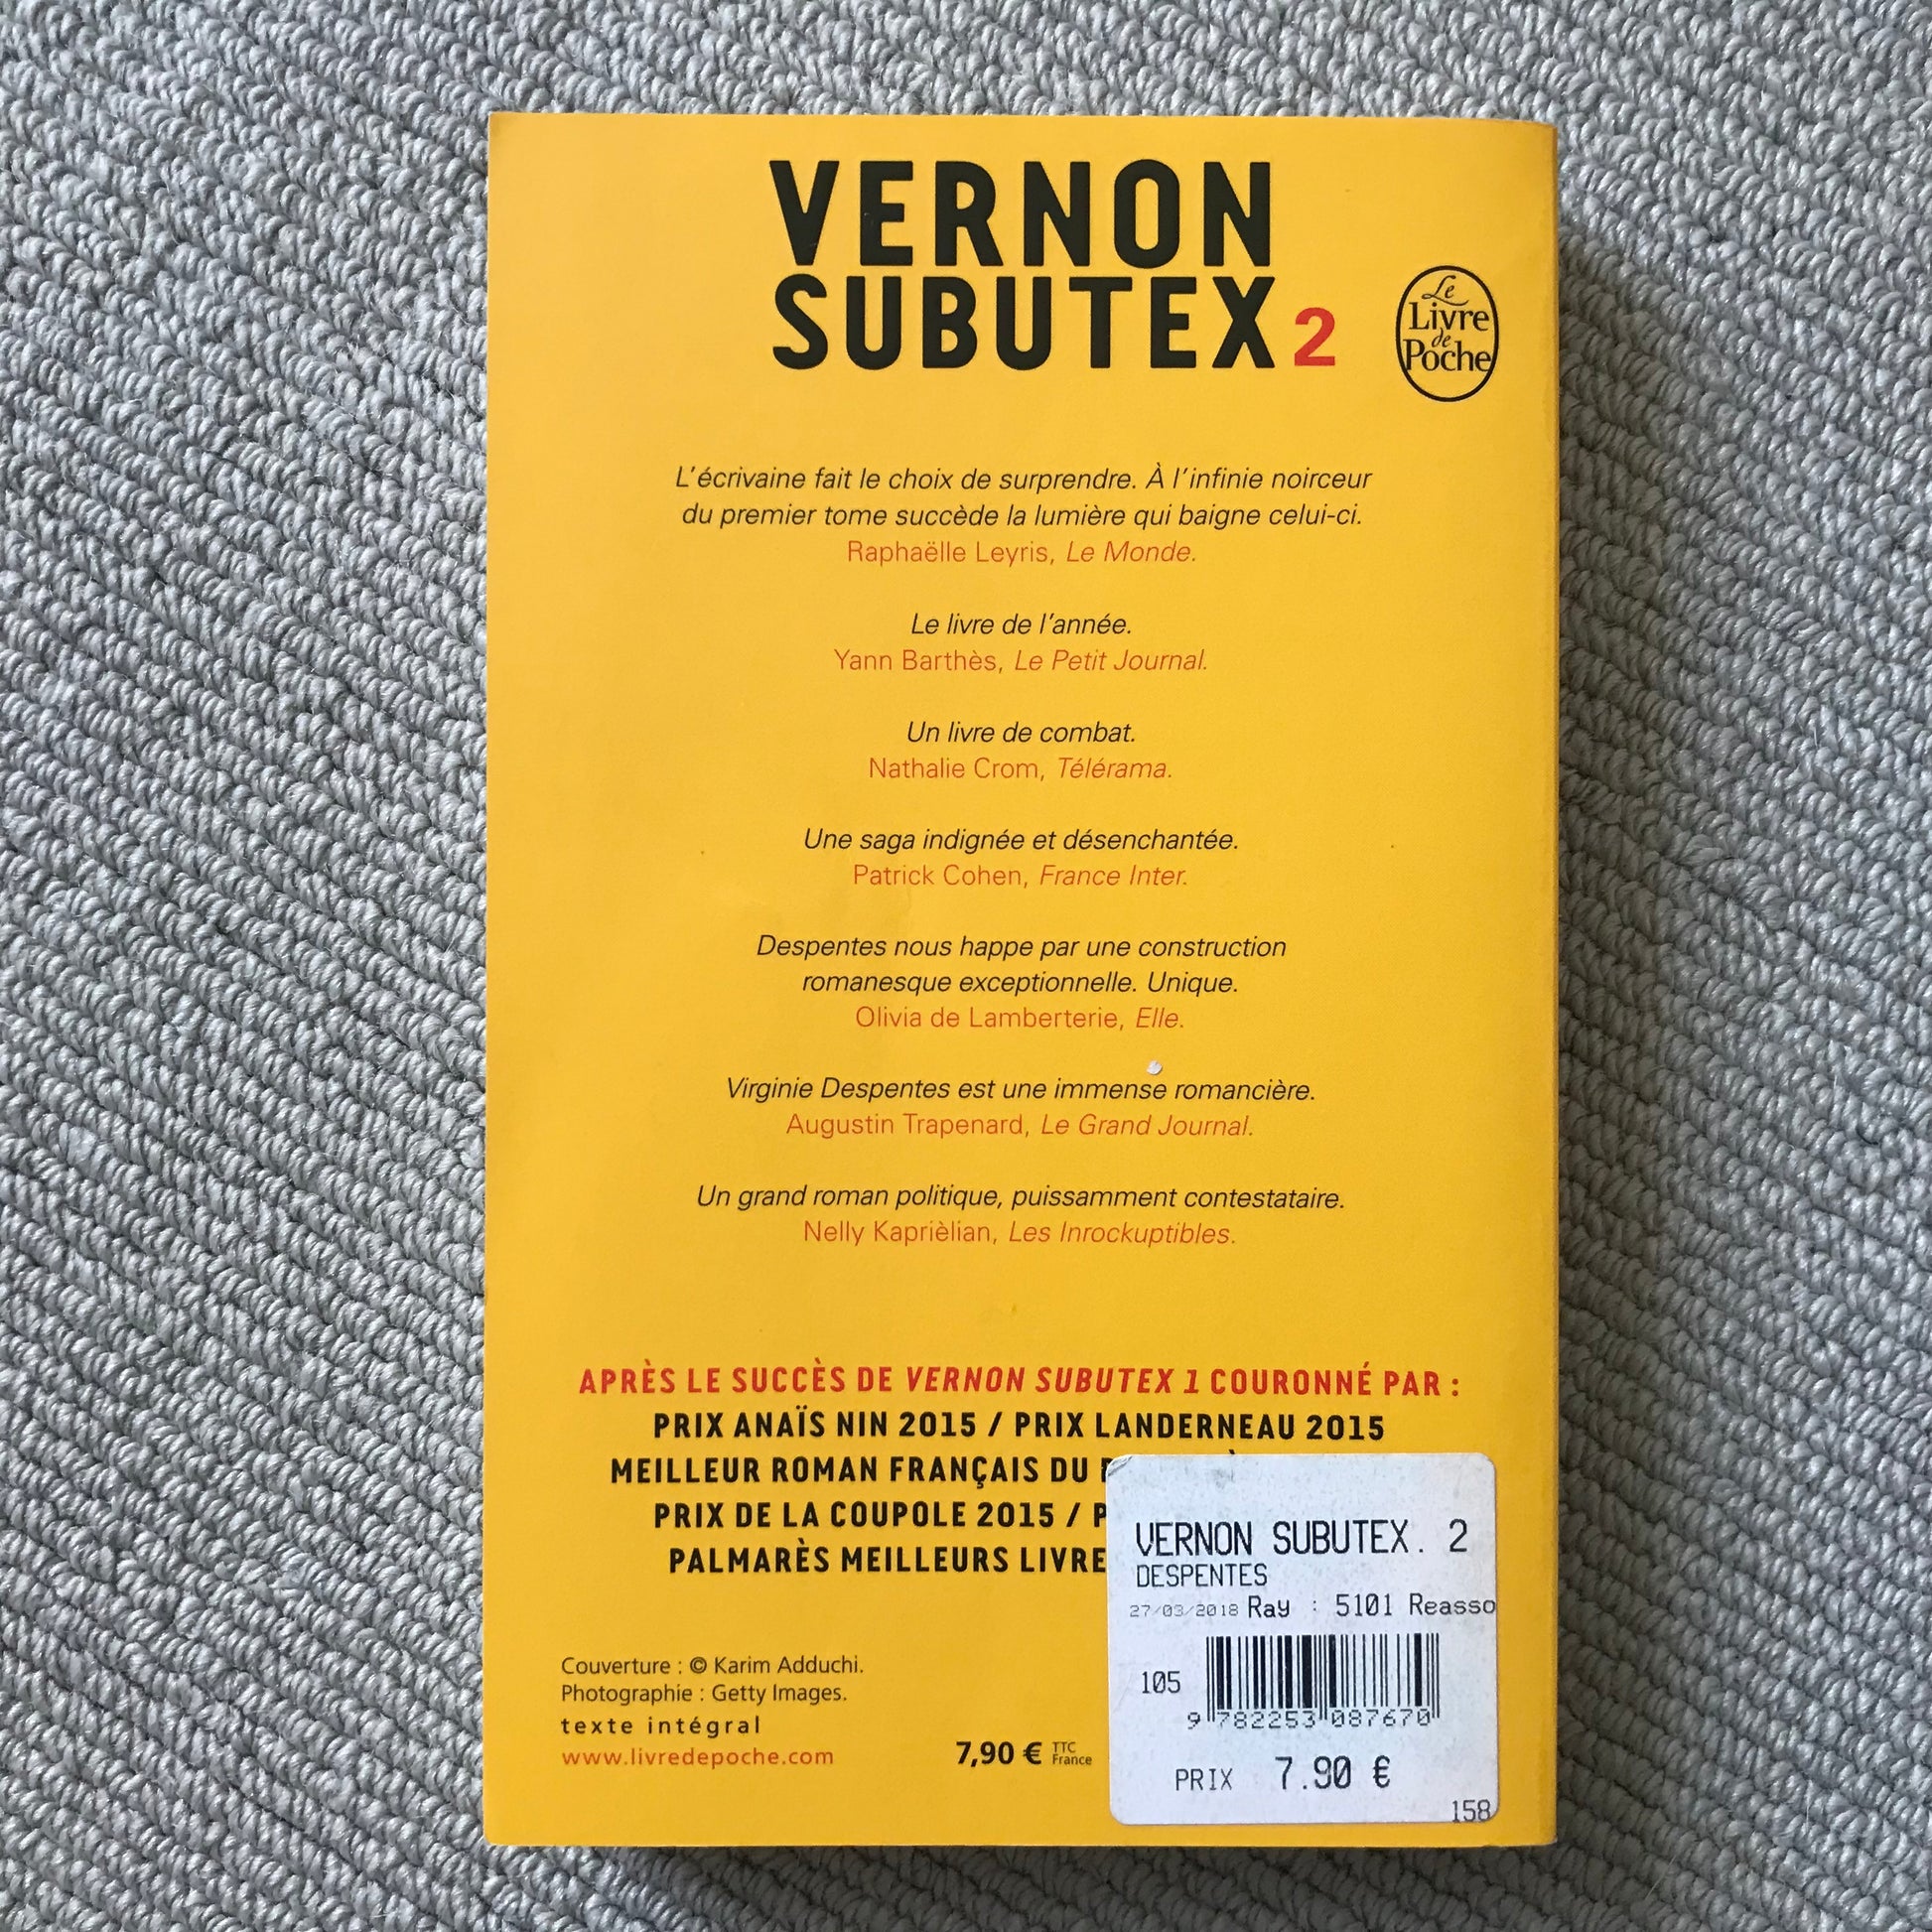 VERNON
SUBUTEX 2
Le
Livre
de
Poche
L'écrivaine fait le choix de surprendre. À l'infinie noirceur
du premier tome succède la lumière qui baigne celui-ci.
Raphaëlle Leyris, Le Monde.
Le livre de l'année.
Yann Barthès, Le Petit Journal.
Un livre de combat.
Nathalie Crom, Télérama.
Une saga indignée et désenchantée.
Patrick Cohen, France Inter.
Despentes nous happe par une construction
romanesque exceptionnelle. Unique.
Olivia de Lamberterie, Elle.
Virginie Despentes est une immense romancière.
Augustin Trapenard, Le Grand Journal.
Un grand roman politique, puissamment contestataire.
Nelly Kaprièlian, Les Inrockuptibles.
APRÈS LE SUCCÈS DE VERNON SUBUTEX 1 COURONNÉ PAR :
PRIX ANAÏS NIN 2015 / PRIX LANDERNEAU 2015
MEILLEUR ROMAN FRANÇAIS DU
PRIX DE LA COUPOLE 2015 / P
PALMARÈS MEILLEURS LIVRE
Couverture : © Karim Adduchi.
Photographie : Getty Images.
texte intégral
www.livredepoche.com
7,90 € TTC
France
VERNON SUBUTEX. 2
DESPENTES
27/03/2018 Ray : 5101 Reasso
105
9 782253 087670
PRIX 7.90 €
158